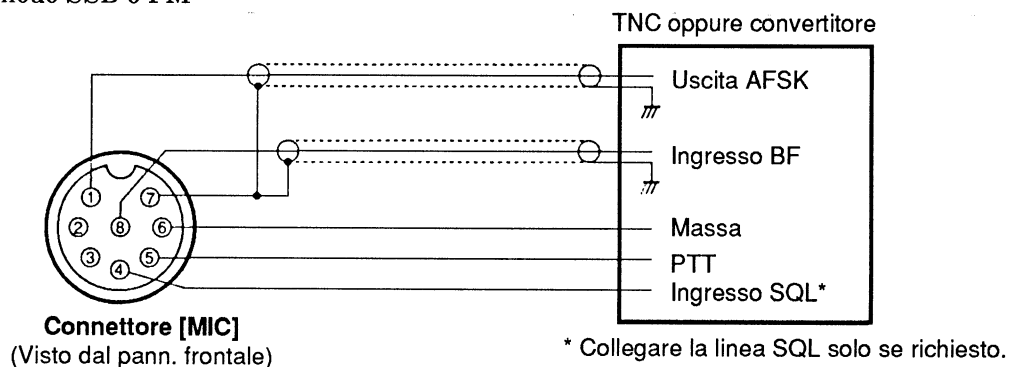 SSB o FM
TNC oppure convertitore
Uscita AFSK
Ingresso BF
Massa
PTT
Ingresso SQL*
1
7
2
8
6
3
5
4
Connettore [MIC]
(Visto dal pann. frontale)
* Collegare la linea SQL solo se richiesto.